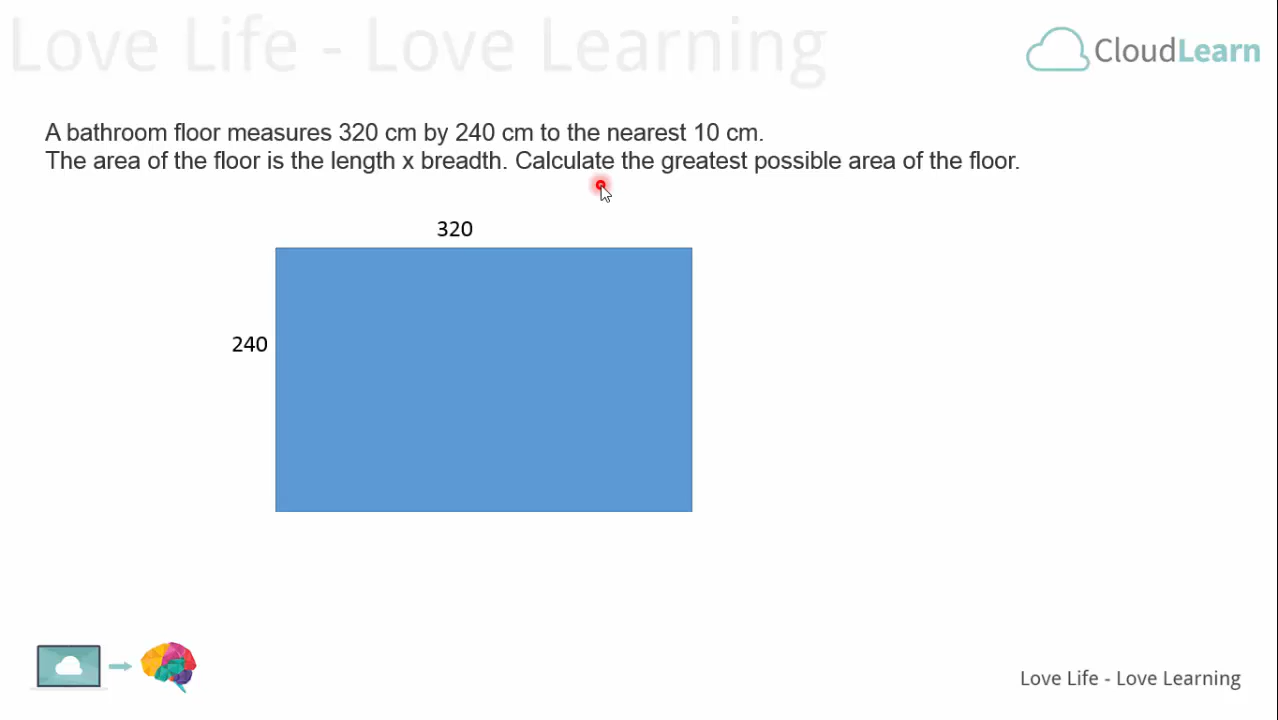 Love Life - Love Learning
CloudLearn
A bathroom floor measures 320 cm by 240 cm to the nearest 10 cm.
The area of the floor is the length x breadth. Calculate the greatest possible area of the floor.
320
240
Love Life - Love Learning